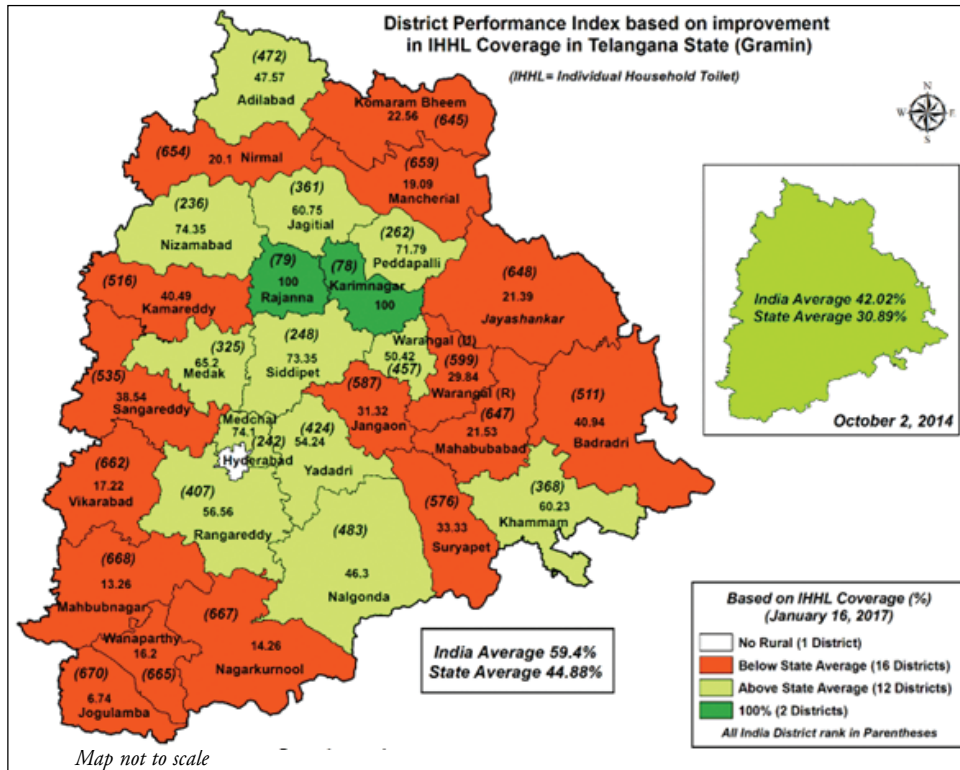 District Performance Index based on improvement
in IHHL Coverage in Telangana State (Gramin)
(IHHL= Individual Household Toilet)
N
W E
S
(472)
47.57
Adilabad
Komaram Bheem
22.56 (645)
(654)
20.1 Nirmal
(659)
19.09
Mancherial
(236)
74.35
Nizamabad
(361)
60.75
Jagitial
(262)
71.79
Peddapalli
(516)
40.49
Kamareddy
(79)
100
Rajanna
(78)
Karimnagar
100
(648)
21.39
Jayashankar
India Average 42.02%
State Average 30.89%
October 2, 2014
(325)
65.2
Medak
(248)
73.35
Siddipet
Warangal (U)
50.42
(457)
(599)
29.84
Warangal (R)
(535)
38.54
Sangareddy
(587)
31.32
Jangaon
(647)
21.53
Mahabubabad
(511)
40.94
Badradri
Medchal
74.1
(242)
Hyderabad
(424)
54.24
Yadadri
(662)
17.22
Vikarabad
(407)
56.56
Rangareddy
(483)
46.3
Nalgonda
(576)
33.33
Suryapet
(368)
60.23
Khammam
(668)
13.26
Mahbubnagar
Wanaparthy
16.2
(665)
(667)
14.26
Nagarkurnool
(670)
6.74
Jogulamba
India Average 59.4%
State Average 44.88%
Based on IHHL Coverage (%)
(January 16, 2017)
No Rural (1 District)
Below State Average (16 Districts)
Above State Average (12 Districts)
100% (2 Districts)
All India District rank in Parentheses
Map not to scale